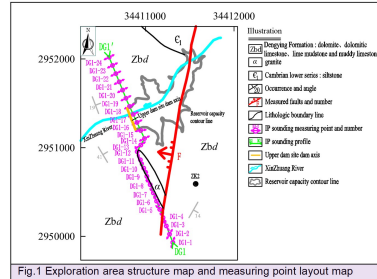 34411000
34412000
2952000
2951000
2950000
N
DG1'
Zbd
Є1
DG1-24
DG1-23
DG1-22
DG1-21
DG1-20
DG1-19
DG1-18
DG1-17
DG1-16
DG1-15
DG1-14
DG1-13
DG1-12
DG1-11
DG1-10
DG1-9
DG1-8
DG1-7
DG1-6
DG1-5
DG1-4
DG1-3
DG1-2
DG1-1
DG1
XinZhuang River
Upper dam site dam axis
Reservoir capacity
contour line
Zbd
F
α
ZK2
Zbd
Illustration
Zbd Dengying Formation : dolomite、dolomitic
limestone、lime mudstone and muddy limestone
α granite
Є1 Cambrian lower series : siltstone
Occurrence and angle
Measured faults and number
Lithologic boundary line
IP sounding measuring point and number
IP sounding profile
Upper dam site dam axis
XinZhuang River
Reservoir capacity contour line
Fig.1 Exploration area structure map and measuring point layout map